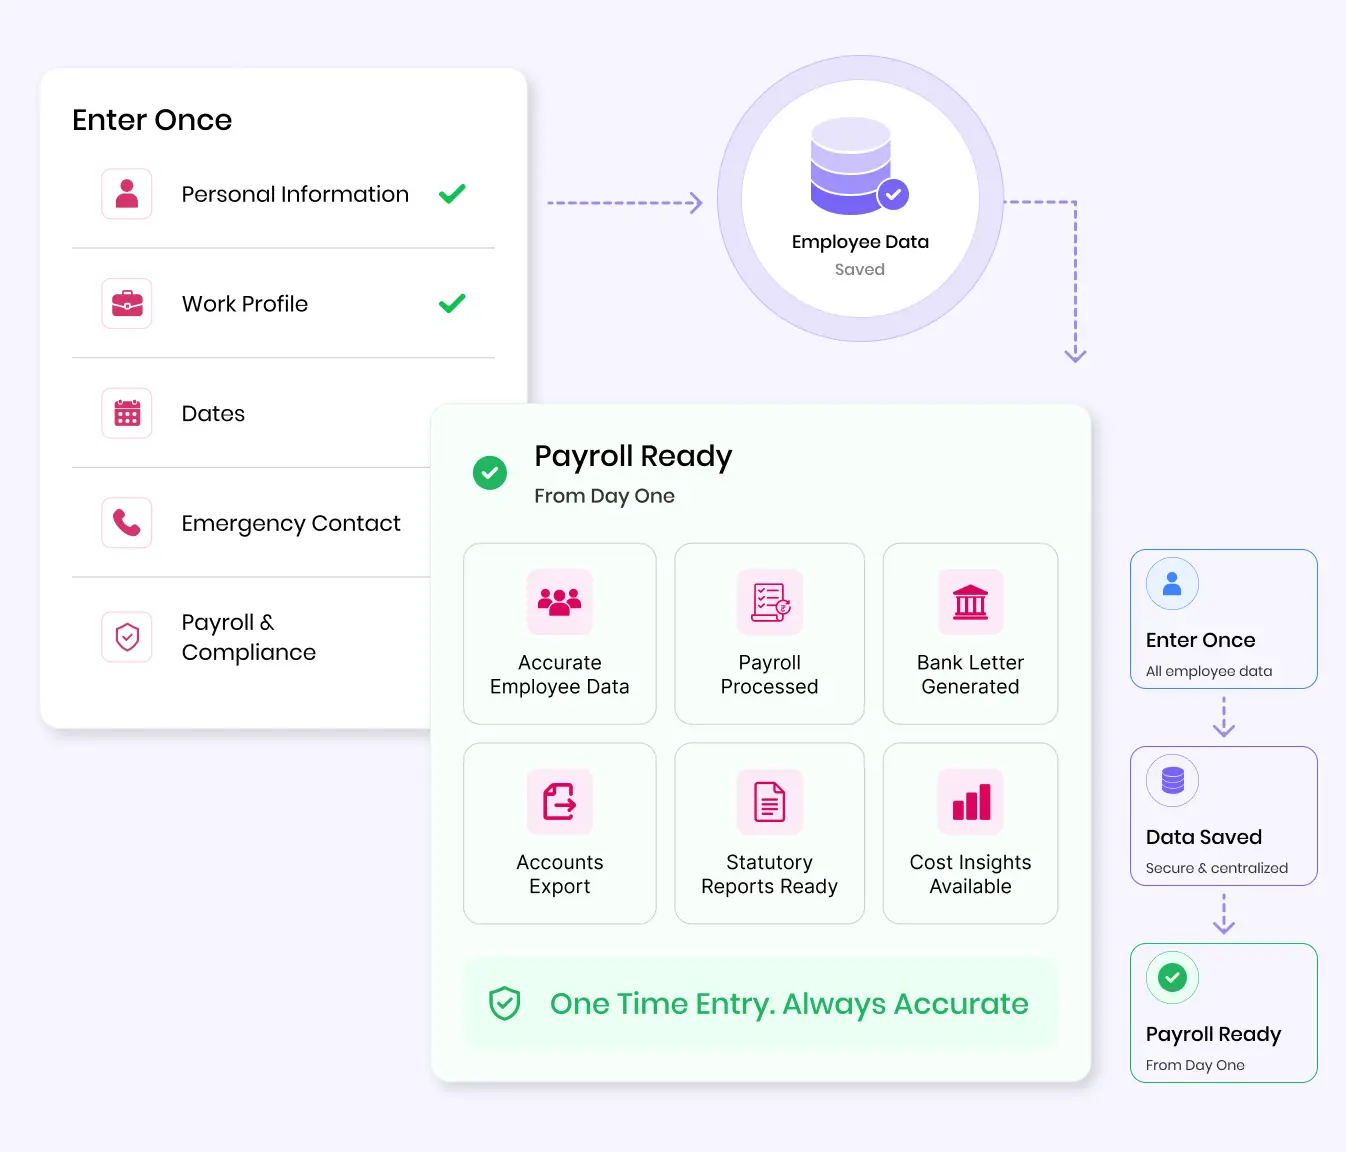 Enter Once
Personal Information
Work Profile
Dates
Emergency Contact
Payroll &
Compliance
Employee Data
Saved
Payroll Ready
From Day One
Accurate
Employee Data
Payroll
Processed
Bank Letter
Generated
Accounts
Export
Statutory
Reports Ready
Cost Insights
Available
One Time Entry. Always Accurate
Enter Once
All employee data
Data Saved
Secure & centralized
Payroll Ready
From Day One